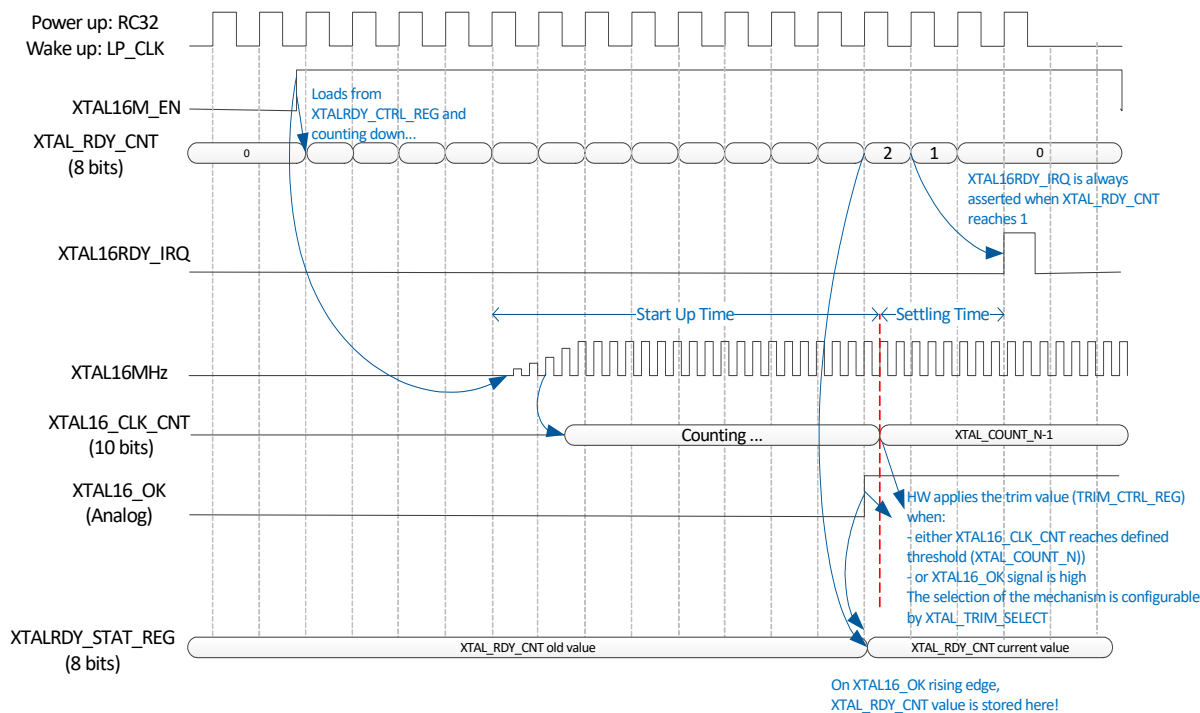 Power up: RC32
Wake up: LP_CLK
XTAL16M_EN
Loads from
XTALRDY_CTRL_REG and
counting down...
XTAL_RDY_CNT
(8 bits)
0
2
1
0
XTAL16RDY_IRQ is always
asserted when XTAL_RDY_CNT
reaches 1
XTAL16RDY_IRQ
Start Up Time
Settling Time
XTAL16MHz
XTAL16_CLK_CNT
(10 bits)
Counting ...
XTAL_COUNT_N-1
XTAL16_OK
(Analog)
HW applies the trim value (TRIM_CTRL_REG)
when:
- either XTAL16_CLK_CNT reaches defined
threshold (XTAL_COUNT_N))
- or XTAL16_OK signal is high
The selection of the mechanism is configurable
by XTAL_TRIM_SELECT
XTALRDY_STAT_REG
(8 bits)
XTAL_RDY_CNT old value
XTAL_RDY_CNT current value
On XTAL16_OK rising edge,
XTAL_RDY_CNT value is stored here!